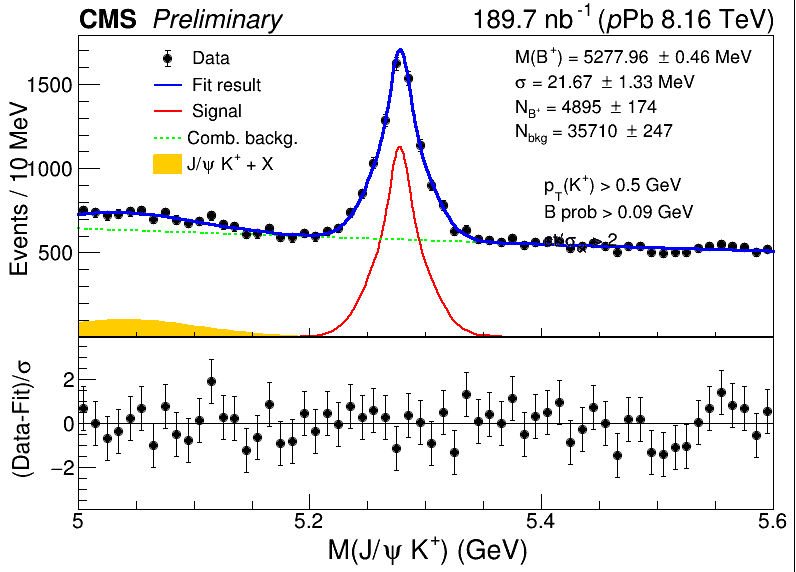 CMS Preliminary 189.7 nb⁻¹ (pPb 8.16 TeV)
Data
Fit result
Signal
Comb. backg.
J/ψ K⁺ + X
M(B⁺) = 5277.96 ± 0.46 MeV
σ = 21.67 ± 1.33 MeV
N_B⁺ = 4895 ± 174
N_bkg = 35710 ± 247
p_T(K⁺) > 0.5 GeV
B prob > 0.09 GeV
Events / 10 MeV
1500
1000
500
(Data-Fit)/σ
2
0
−2
5 5.2 5.4 5.6
M(J/ψ K⁺) (GeV)